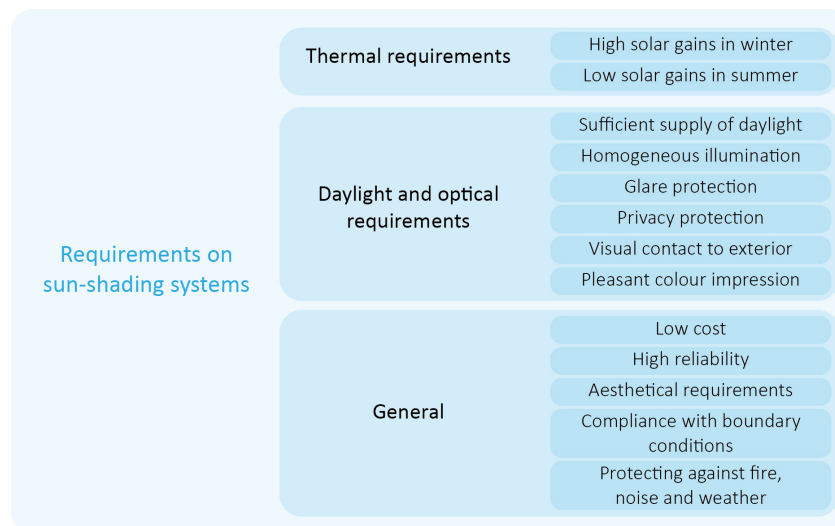 Requirements on
sun-shading systems
Thermal requirements
High solar gains in winter
Low solar gains in summer
Daylight and optical
requirements
Sufficient supply of daylight
Homogeneous illumination
Glare protection
Privacy protection
Visual contact to exterior
Pleasant colour impression
General
Low cost
High reliability
Aesthetical requirements
Compliance with boundary
conditions
Protecting against fire,
noise and weather